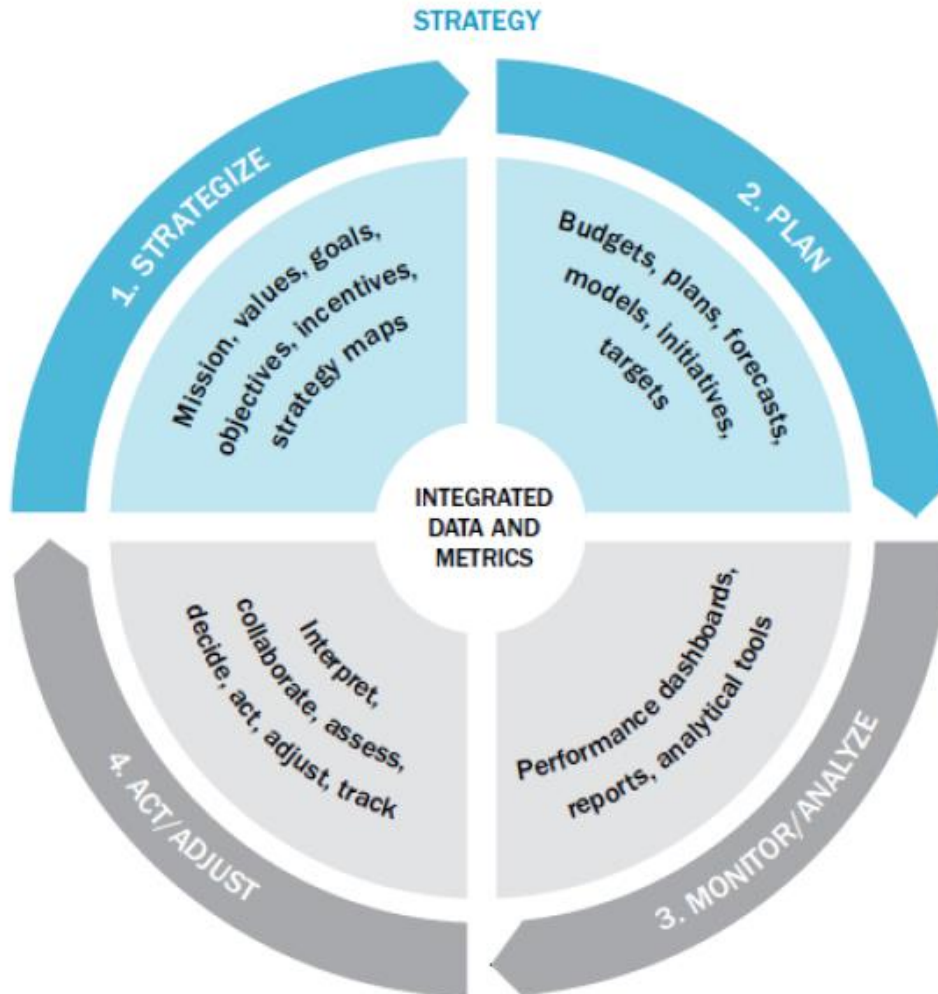 STRATEGY
1. STRATEGIZE
Mission, values, goals,
objectives, incentives,
strategy maps
2. PLAN
Budgets, plans, forecasts,
models, initiatives,
targets
INTEGRATED
DATA AND
METRICS
Performance dashboards,
reports, analytical tools
3. MONITOR/ANALYZE
Interpret,
collaborate, assess,
decide, act, adjust, track
4. ACT/ADJUST